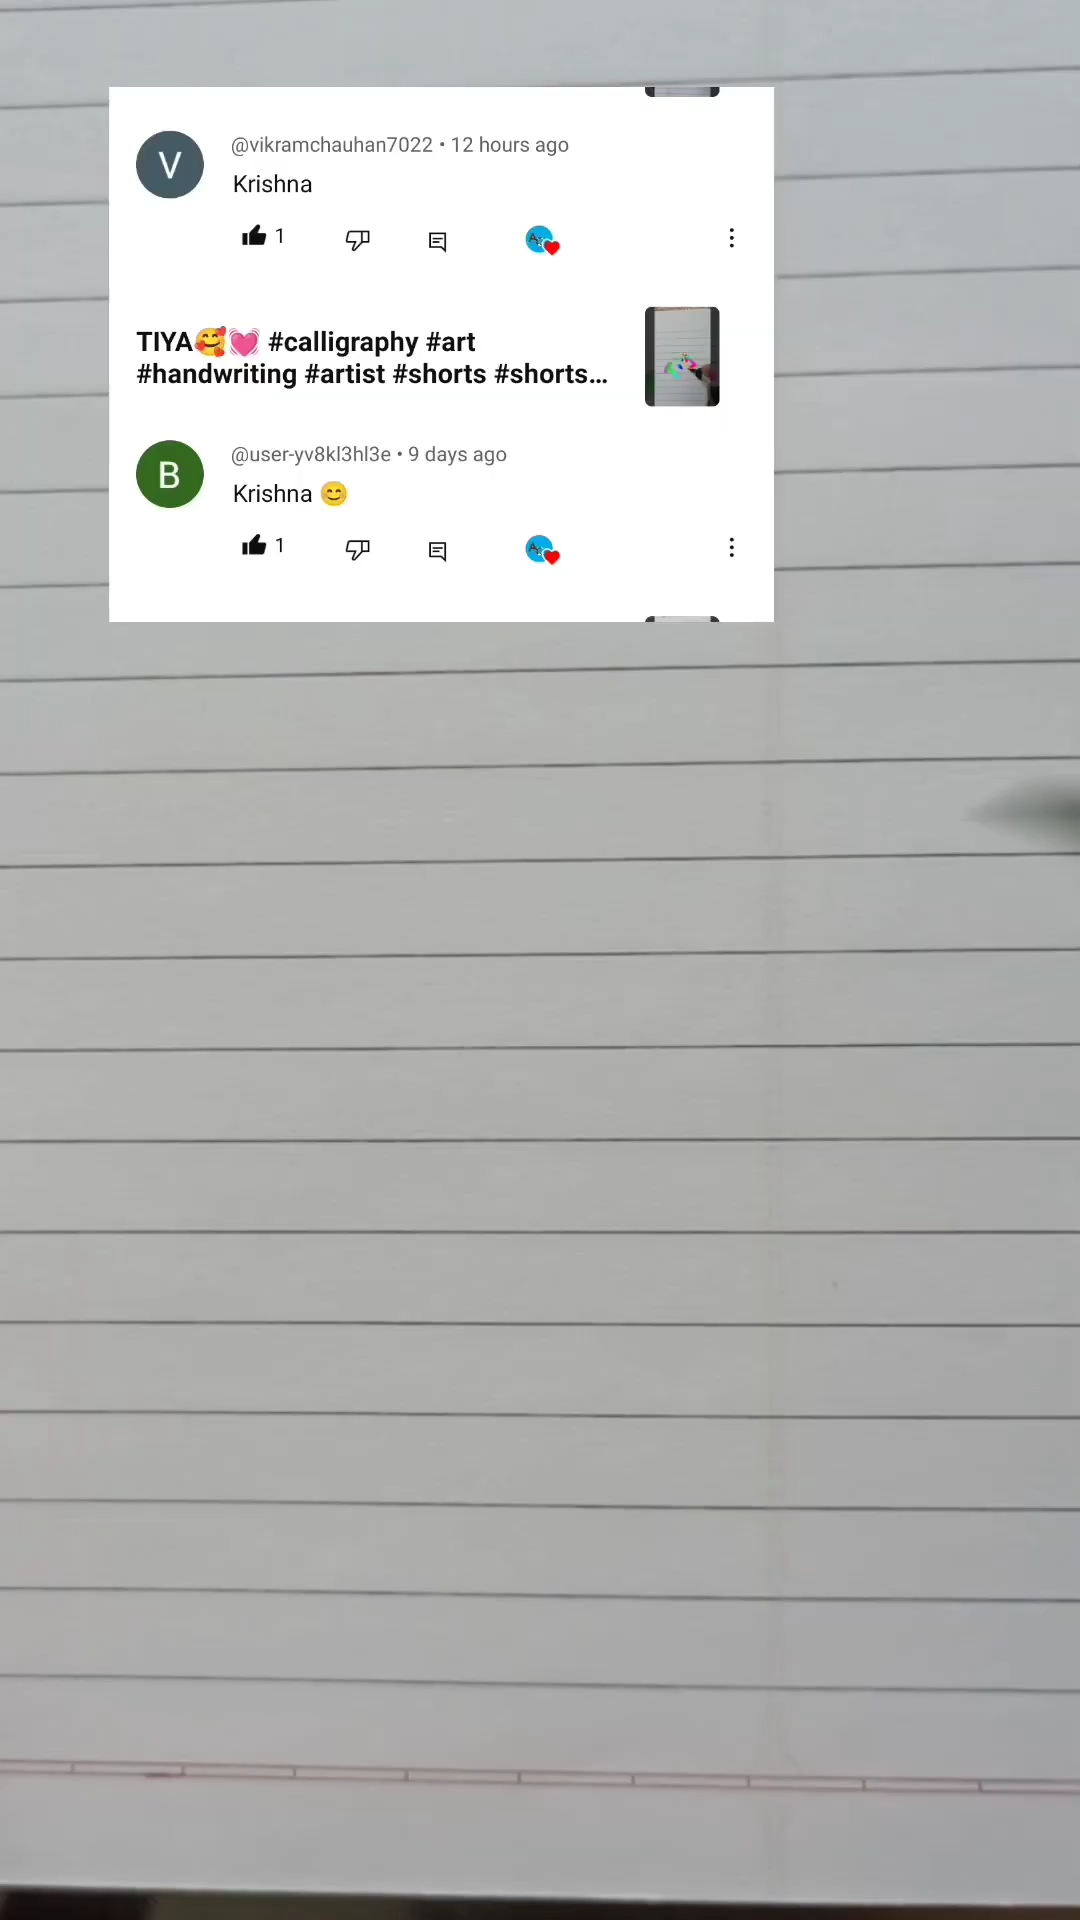 @vikramchauhan7022 • 12 hours ago
Krishna
1
TIYA🥰💓 #calligraphy #art
#handwriting #artist #shorts #shorts...
@user-yv8kl3hl3e • 9 days ago
Krishna 😊
1